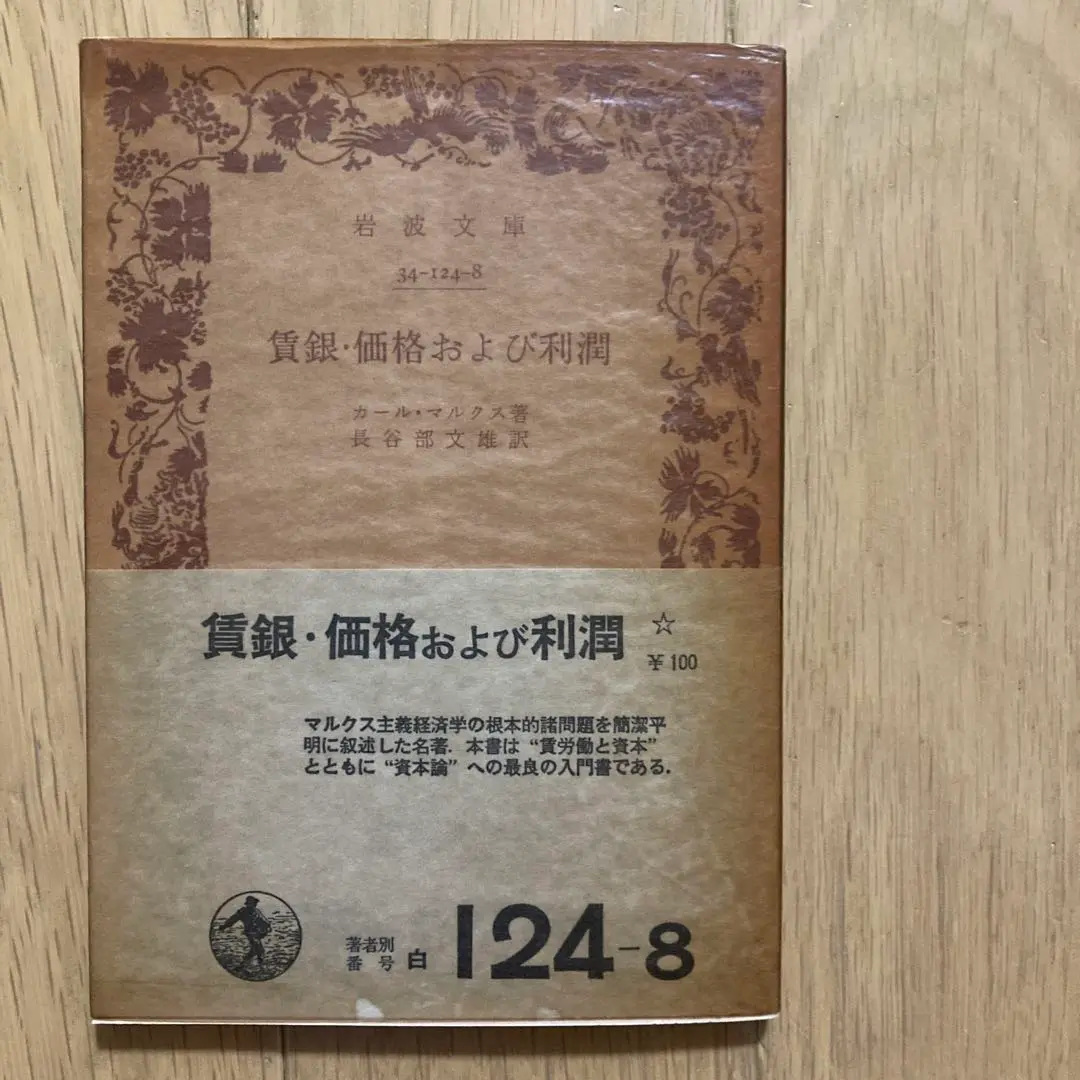 岩波文庫
34-124-8
賃銀・価格および利潤
カール・マルクス著
長谷部文雄訳
賃銀・価格および利潤 ☆
¥100
マルクス主義経済学の根本的諸問題を簡潔平
明に叙述した名著.本書は“賃労働と資本”
とともに“資本論”への最良の入門書である.
著者別
番号 白 124-8